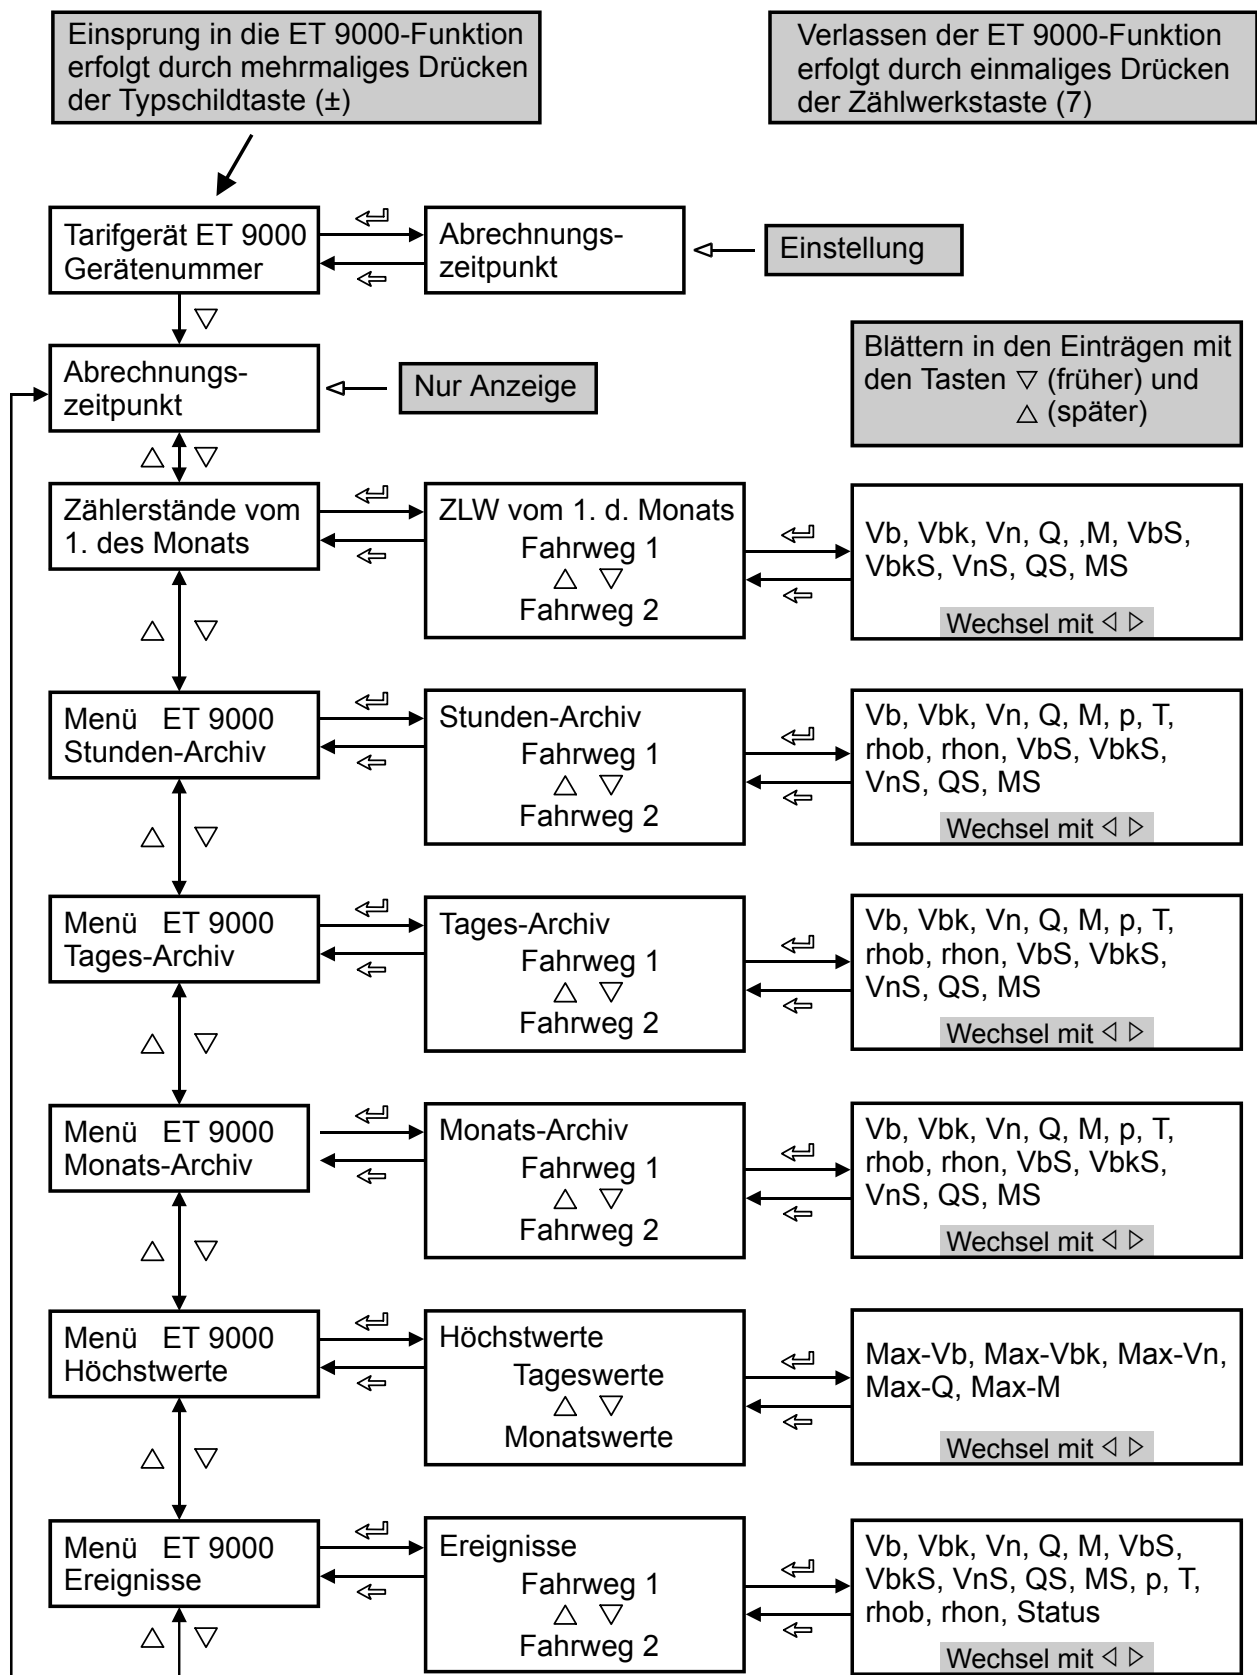 Einsprung in die ET 9000-Funktion
erfolgt durch mehrmaliges Drücken
der Typschildtaste (±)
Verlassen der ET 9000-Funktion
erfolgt durch einmaliges Drücken
der Zählwerkstaste (7)
Tarifgerät ET 9000
Gerätenummer
Abrechnungs-
zeitpunkt
Einstellung
Abrechnungs-
zeitpunkt
Nur Anzeige
Blättern in den Einträgen mit
den Tasten ▽ (früher) und
△ (später)
Zählerstände vom
1. des Monats
ZLW vom 1. d. Monats
Fahrweg 1
Fahrweg 2
Vb, Vbk, Vn, Q, ,M, VbS,
VbkS, VnS, QS, MS
Wechsel mit ◁ ▷
Menü ET 9000
Stunden-Archiv
Stunden-Archiv
Fahrweg 1
Fahrweg 2
Vb, Vbk, Vn, Q, M, p, T,
rhob, rhon, VbS, VbkS,
VnS, QS, MS
Wechsel mit ◁ ▷
Menü ET 9000
Tages-Archiv
Tages-Archiv
Fahrweg 1
Fahrweg 2
Vb, Vbk, Vn, Q, M, p, T,
rhob, rhon, VbS, VbkS,
VnS, QS, MS
Wechsel mit ◁ ▷
Menü ET 9000
Monats-Archiv
Monats-Archiv
Fahrweg 1
Fahrweg 2
Vb, Vbk, Vn, Q, M, p, T,
rhob, rhon, VbS, VbkS,
VnS, QS, MS
Wechsel mit ◁ ▷
Menü ET 9000
Höchstwerte
Höchstwerte
Tageswerte
Monatswerte
Max-Vb, Max-Vbk, Max-Vn,
Max-Q, Max-M
Wechsel mit ◁ ▷
Menü ET 9000
Ereignisse
Ereignisse
Fahrweg 1
Fahrweg 2
Vb, Vbk, Vn, Q, M, VbS,
VbkS, VnS, QS, MS, p, T,
rhob, rhon, Status
Wechsel mit ◁ ▷